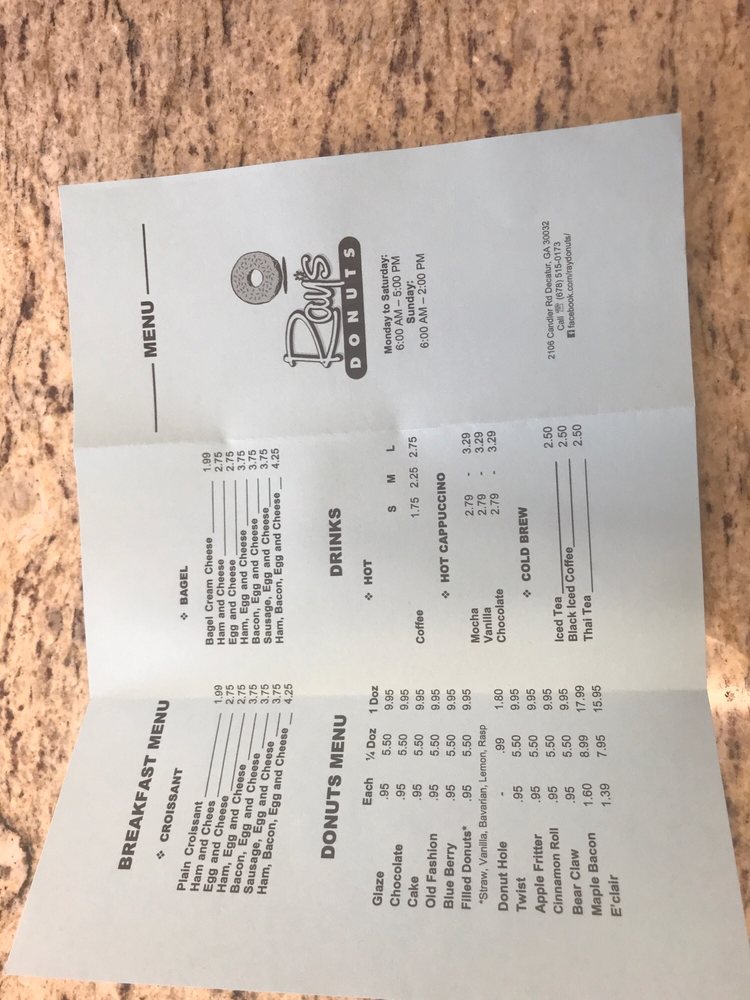 BREAKFAST MENU
❖ CROISSANT
Plain Croissant 1.99
Ham and Chees 2.75
Egg and Cheese 2.75
Ham, Egg and Cheese 3.75
Bacon, Egg and Cheese 3.75
Sausage, Egg and Cheese 3.75
Ham, Bacon, Egg and Cheese 4.25
DONUTS MENU
Each ¼ Doz 1 Doz
Glaze .95 5.50 9.95
Chocolate .95 5.50 9.95
Cake .95 5.50 9.95
Old Fashion .95 5.50 9.95
Blue Berry .95 5.50 9.95
Filled Donuts* .95 5.50 9.95
*Straw, Vanilla, Bavarian, Lemon, Rasp
Donut Hole - .99 1.80
Twist .95 5.50 9.95
Apple Fritter .95 5.50 9.95
Cinnamon Roll .95 5.50 9.95
Bear Claw .95 5.50 9.95
Maple Bacon 1.60 8.99 17.99
E'clair 1.39 7.95 15.95
❖ BAGEL
Bagel Cream Cheese 1.99
Ham and Cheese 2.75
Egg and Cheese 2.75
Ham, Egg and Cheese 3.75
Bacon, Egg and Cheese 3.75
Sausage, Egg and Cheese 3.75
Ham, Bacon, Egg and Cheese 4.25
DRINKS
❖ HOT
S M L
Coffee 1.75 2.25 2.75
❖ HOT CAPPUCCINO
Mocha 2.79 - 3.29
Vanilla 2.79 - 3.29
Chocolate 2.79 - 3.29
❖ COLD BREW
Iced Tea 2.50
Black Iced Coffee 2.50
Thai Tea 2.50
MENU
Ray's
DONUTS
Monday to Saturday:
6:00 AM – 5:00 PM
Sunday:
6:00 AM – 2:00 PM
2106 Candler Rd Decatur, GA 30032
Call ☏ (678) 515-0173
facebook.com/raydonuts/